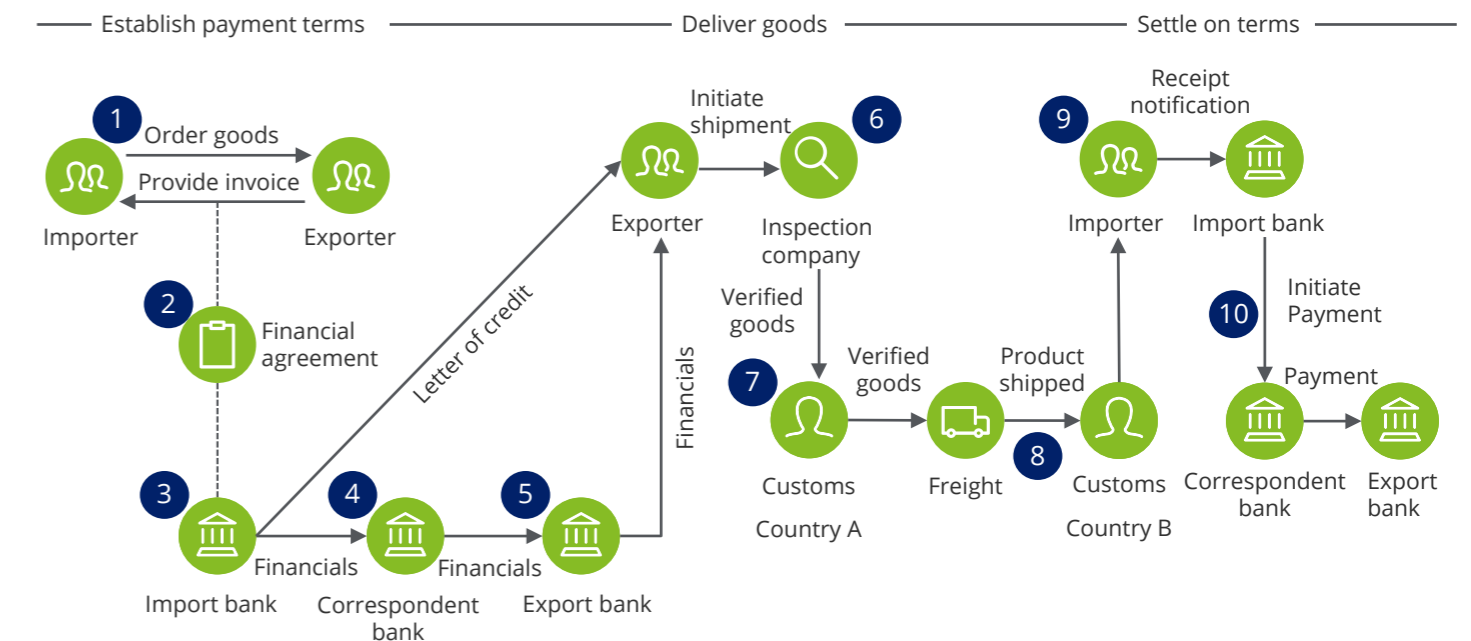 Establish payment terms
Deliver goods
Settle on terms
1
Order goods
Provide invoice
Importer
Exporter
2
Financial
agreement
3
Import bank
Financials
4
Correspondent
bank
Financials
5
Export bank
Letter of credit
Financials
Exporter
Initiate
shipment
6
Inspection
company
Verified
goods
7
Customs
Country A
Verified
goods
Freight
Product
shipped
8
Customs
Country B
9
Importer
Receipt
notification
Import bank
10
Initiate
Payment
Correspondent
bank
Payment
Export
bank